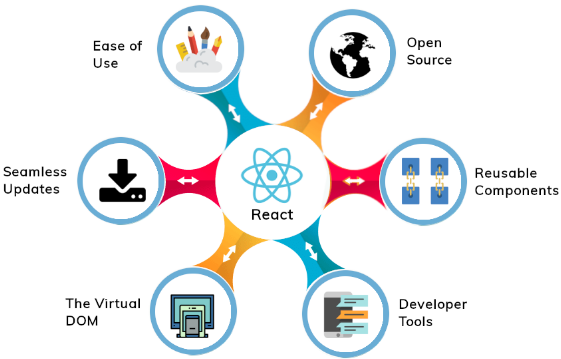 Ease of
Use
Open
Source
Seamless
Updates
React
Reusable
Components
The Virtual
DOM
Developer
Tools